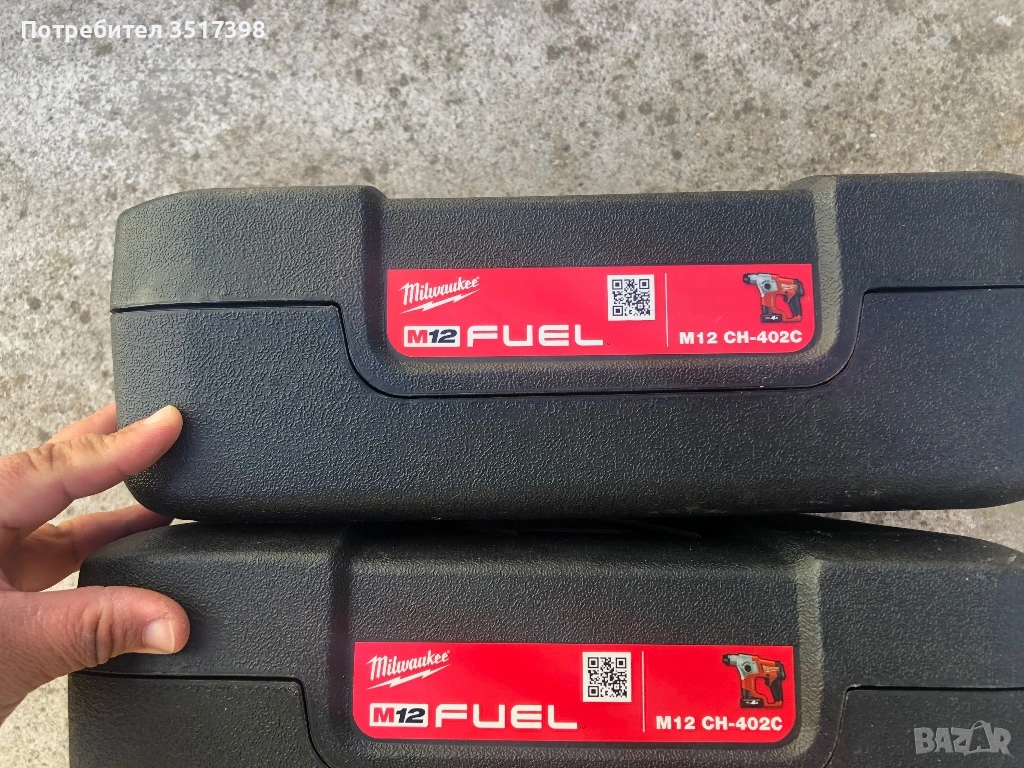 Потребител 3517398
Milwaukee
M12 FUEL
M12 CH-402C
Milwaukee
M12 FUEL
M12 CH-402C
BAZAR